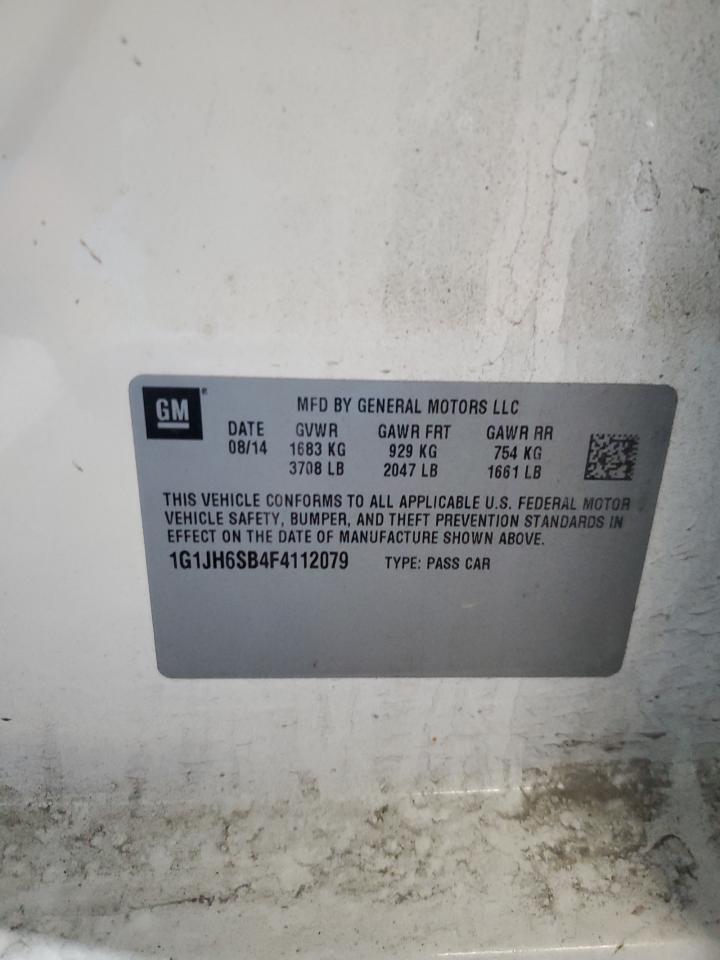 GM ® MFD BY GENERAL MOTORS LLC
DATE GVWR GAWR FRT GAWR RR
08/14 1683 KG 929 KG 754 KG
3708 LB 2047 LB 1661 LB
THIS VEHICLE CONFORMS TO ALL APPLICABLE U.S. FEDERAL MOTOR
VEHICLE SAFETY, BUMPER, AND THEFT PREVENTION STANDARDS IN
EFFECT ON THE DATE OF MANUFACTURE SHOWN ABOVE.
1G1JH6SB4F4112079 TYPE: PASS CAR